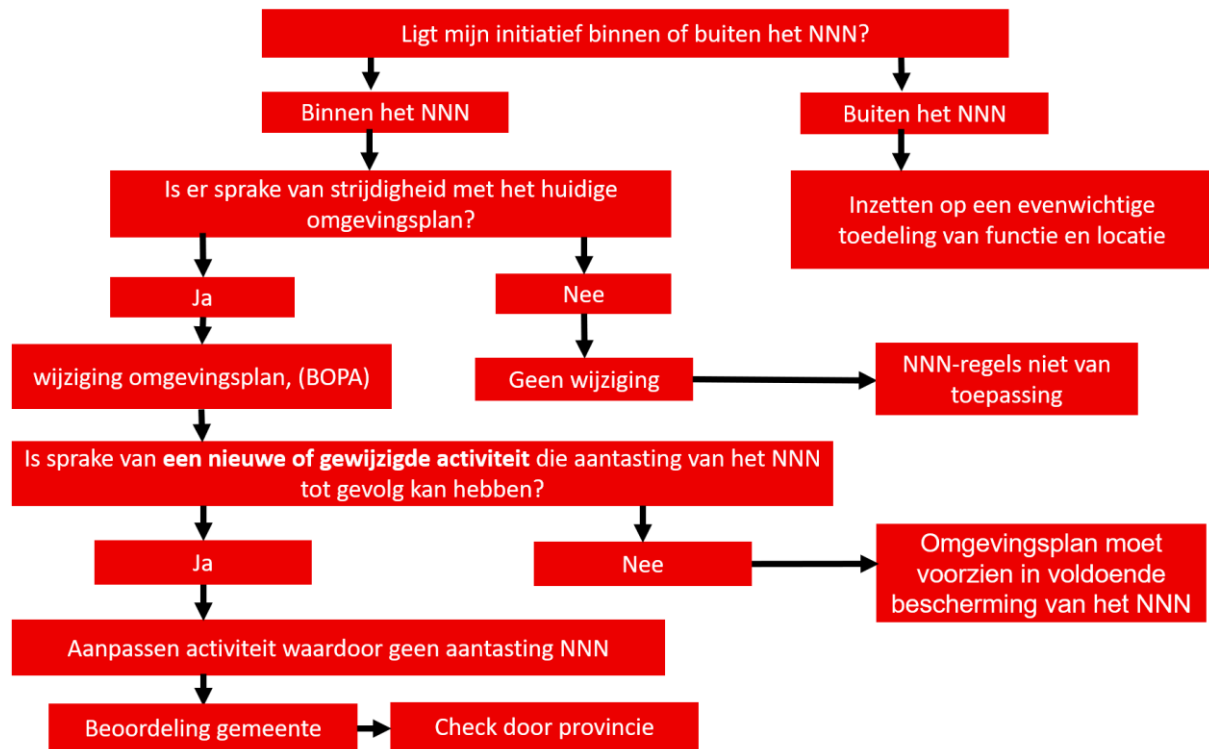 Ligt mijn initiatief binnen of buiten het NNN?
Binnen het NNN
Buiten het NNN
Is er sprake van strijdigheid met het huidige
omgevingsplan?
Inzetten op een evenwichtige
toedeling van functie en locatie
Ja
Nee
wijziging omgevingsplan, (BOPA)
Geen wijziging
NNN-regels niet van
toepassing
Is sprake van een nieuwe of gewijzigde activiteit die aantasting van het NNN
tot gevolg kan hebben?
Ja
Nee
Omgevingsplan moet
voorzien in voldoende
bescherming van het NNN
Aanpassen activiteit waardoor geen aantasting NNN
Beoordeling gemeente
Check door provincie